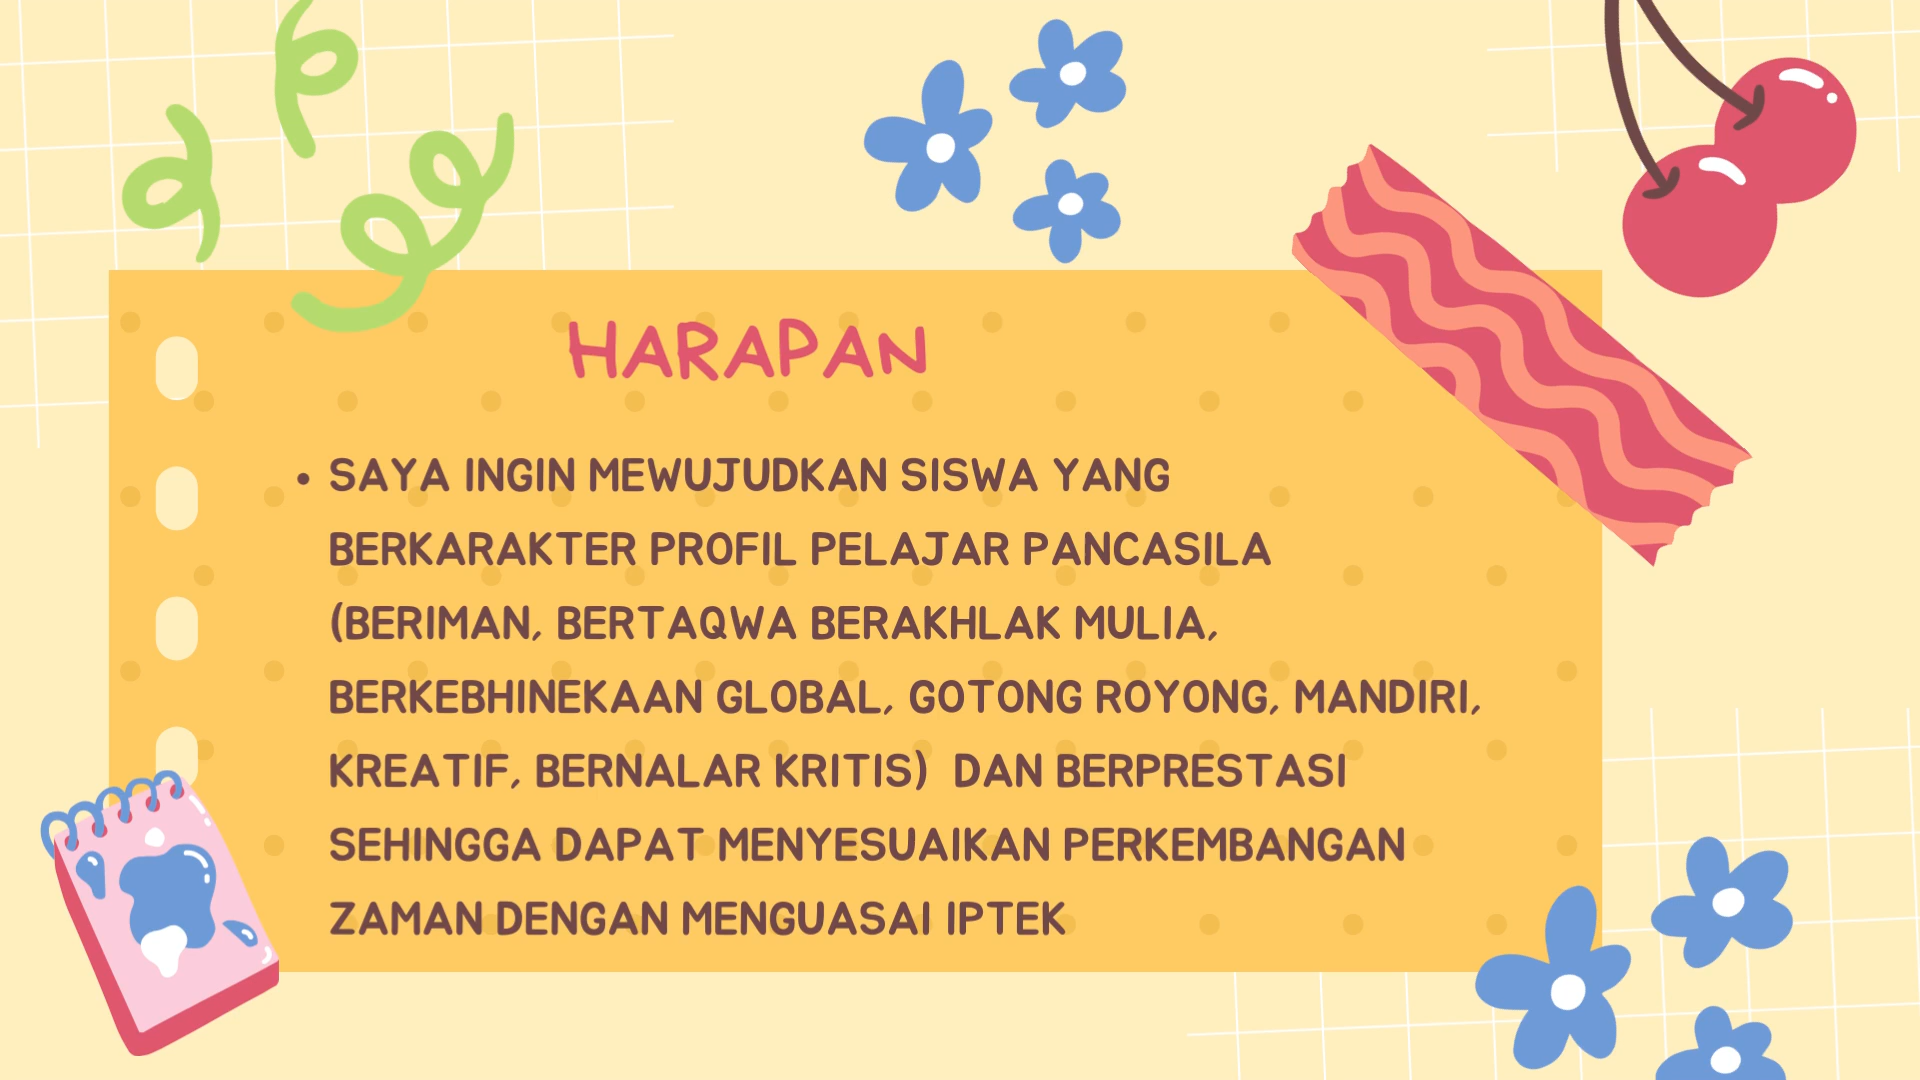 HARAPAN
• SAYA INGIN MEWUJUDKAN SISWA YANG
BERKARAKTER PROFIL PELAJAR PANCASILA
(BERIMAN, BERTAQWA BERAKHLAK MULIA,
BERKEBHINEKAAN GLOBAL, GOTONG ROYONG, MANDIRI,
KREATIF, BERNALAR KRITIS)  DAN BERPRESTASI
SEHINGGA DAPAT MENYESUAIKAN PERKEMBANGAN
ZAMAN DENGAN MENGUASAI IPTEK